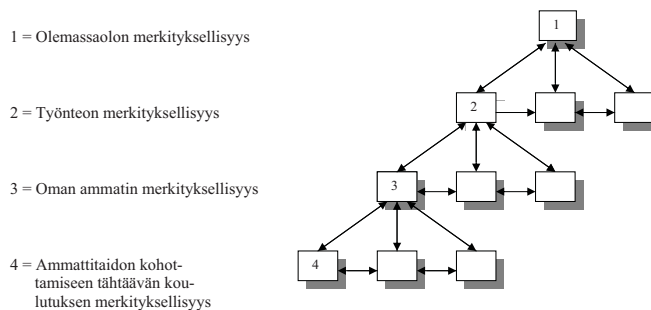 1 = Olemassaolon merkityksellisyys
1
2 = Työnteon merkityksellisyys
2
3 = Oman ammatin merkityksellisyys
3
4 = Ammattitaidon kohot-
tamiseen tähtäävän kou-
lutuksen merkityksellisyys
4